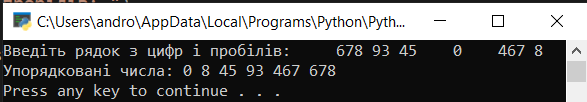 C:\Users\andro\AppData\Local\Programs\Python\Pyth...
Введіть рядок з цифр і пробілів:     678 93 45    0    467 8
Упорядковані числа: 0 8 45 93 467 678
Press any key to continue . . .